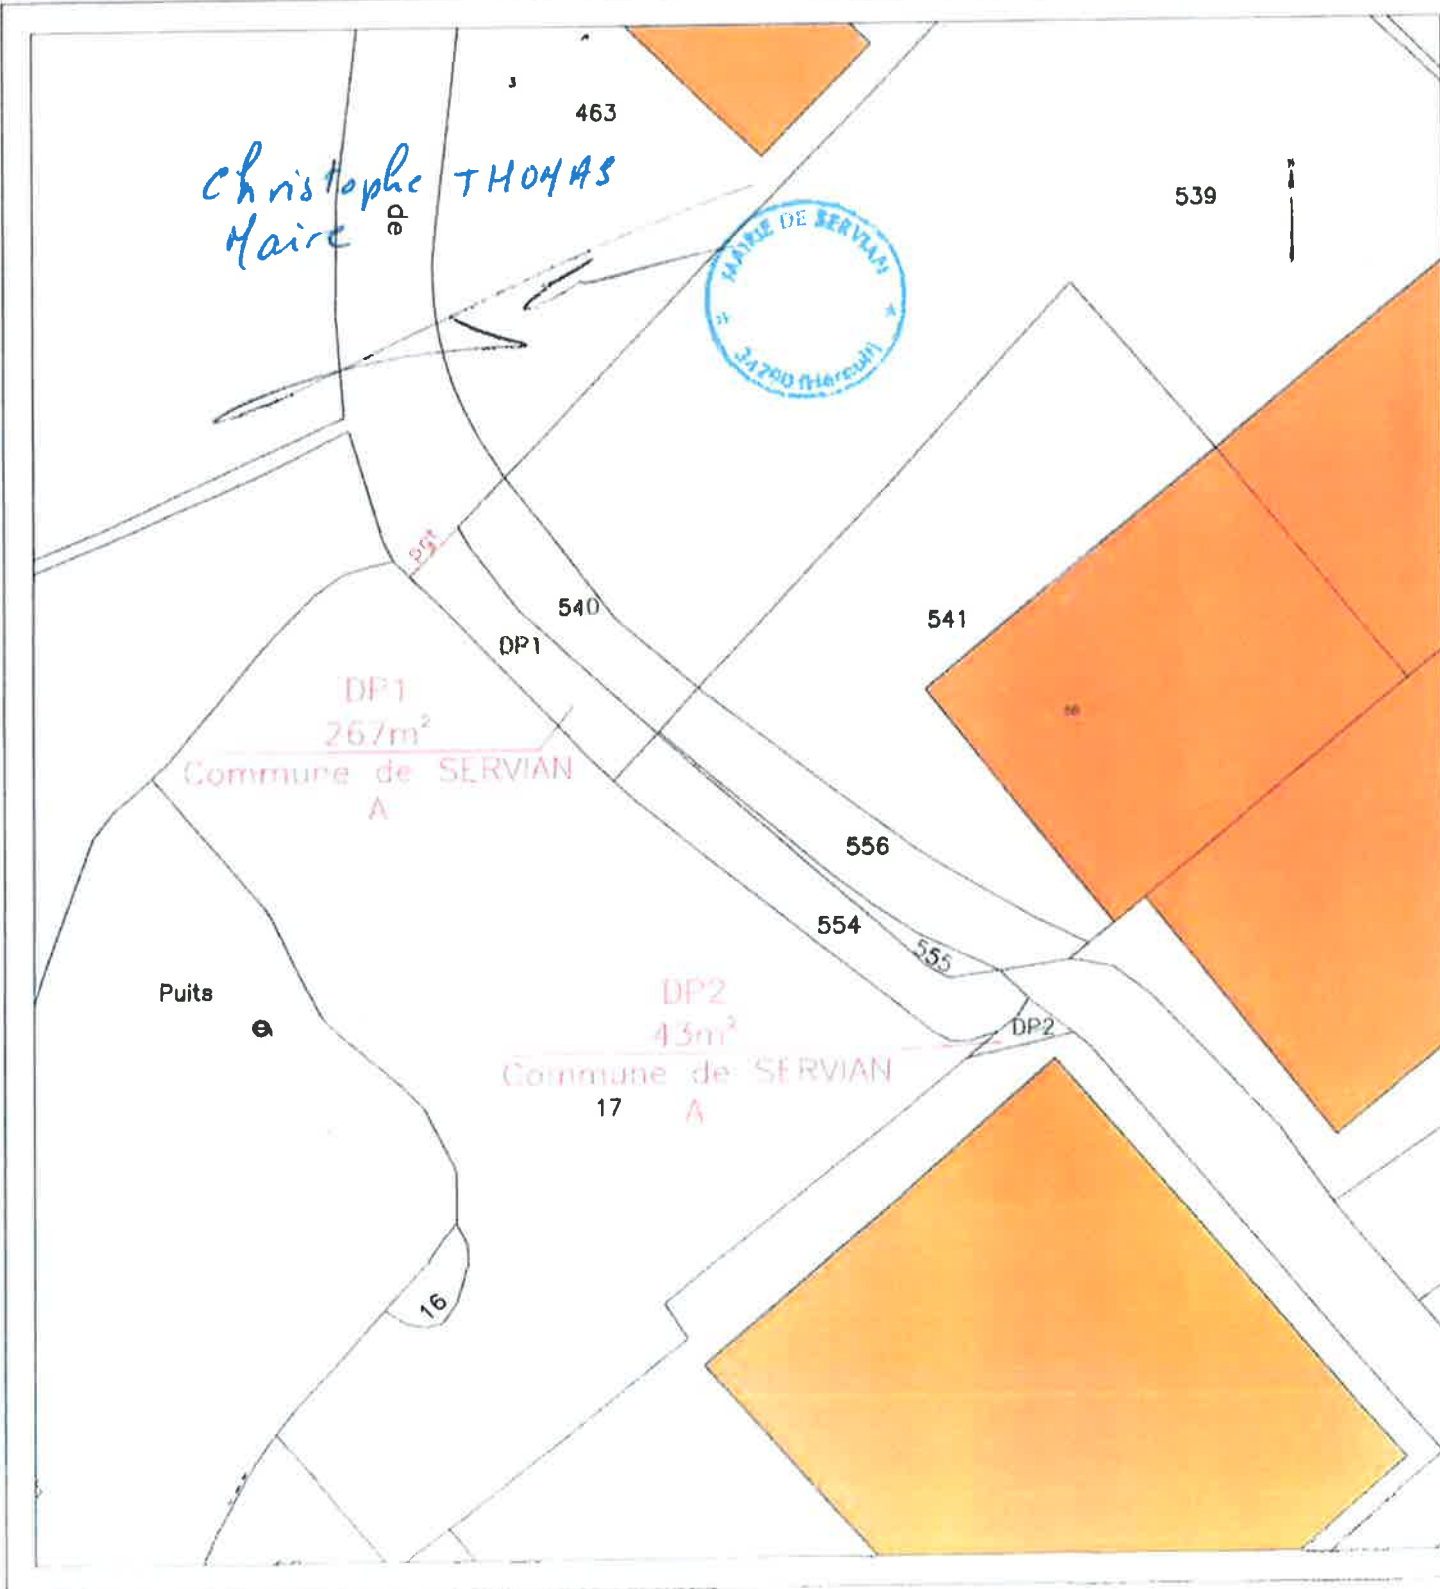 463
Christophe THOMAS
Maire
de
539
MAIRIE DE SERVIAN
34290 (Hérault)
540
541
DP1
DP1
267m²
Commune de SERVIAN
A
556
554
555
Puits
DP2
43m²
Commune de SERVIAN
A
DP2
17
16